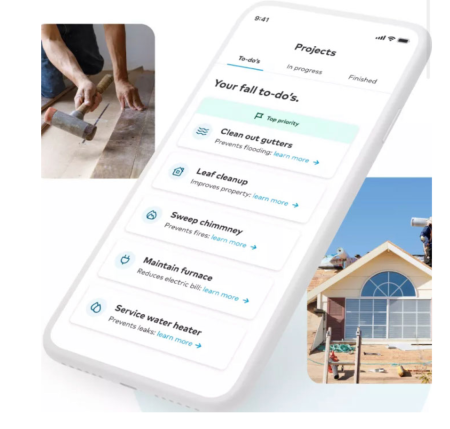 9:41
Projects
To-do's
In progress
Finished
Your fall to-do's.
Top priority
Clean out gutters
Prevents flooding: learn more →
Leaf cleanup
Improves property: learn more →
Sweep chimmney
Prevents fires: learn more →
Maintain furnace
Reduces electric bill: learn more →
Service water heater
Prevents leaks: learn more →